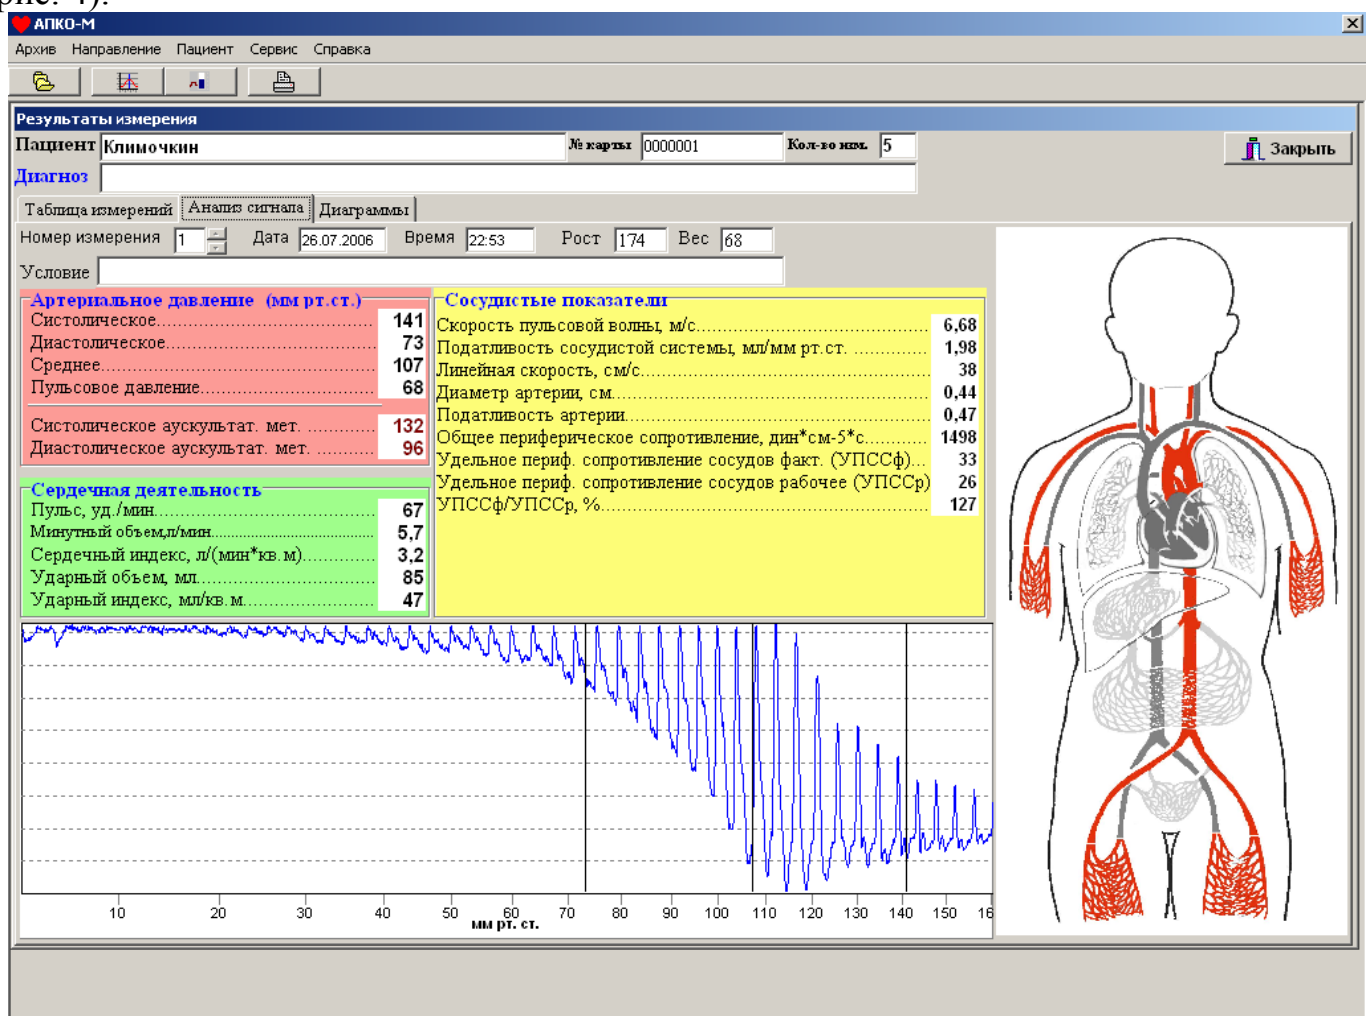 рис. 4).
АПКО-М
Архив Направление Пациент Сервис Справка
Результаты измерения
Пациент Климочкин № карты 0000001 Кол-во изм. 5 Закрыть
Диагноз
Таблица измерений Анализ сигнала Диаграммы
Номер измерения 1 Дата 26.07.2006 Время 22:53 Рост 174 Вес 68
Условие
Артериальное давление (мм рт.ст.)
Систолическое 141
Диастолическое 73
Среднее 107
Пульсовое давление 68
Систолическое аускультат. мет. 132
Диастолическое аускультат. мет. 96
Сердечная деятельность
Пульс, уд./мин. 67
Минутный объем,л/мин 5,7
Сердечный индекс, л/(мин*кв.м) 3,2
Ударный объем, мл. 85
Ударный индекс, мл/кв.м. 47
Сосудистые показатели
Скорость пульсовой волны, м/с 6,68
Податливость сосудистой системы, мл/мм рт.ст. 1,98
Линейная скорость, см/с 38
Диаметр артерии, см 0,44
Податливость артерии 0,47
Общее периферическое сопротивление, дин*см-5*с 1498
Удельное периф. сопротивление сосудов факт. (УПССф) 33
Удельное периф. сопротивление сосудов рабочее (УПССр) 26
УПССф/УПССр, % 127
10 20 30 40 50 60 70 80 90 100 110 120 130 140 150 16
мм рт. ст.